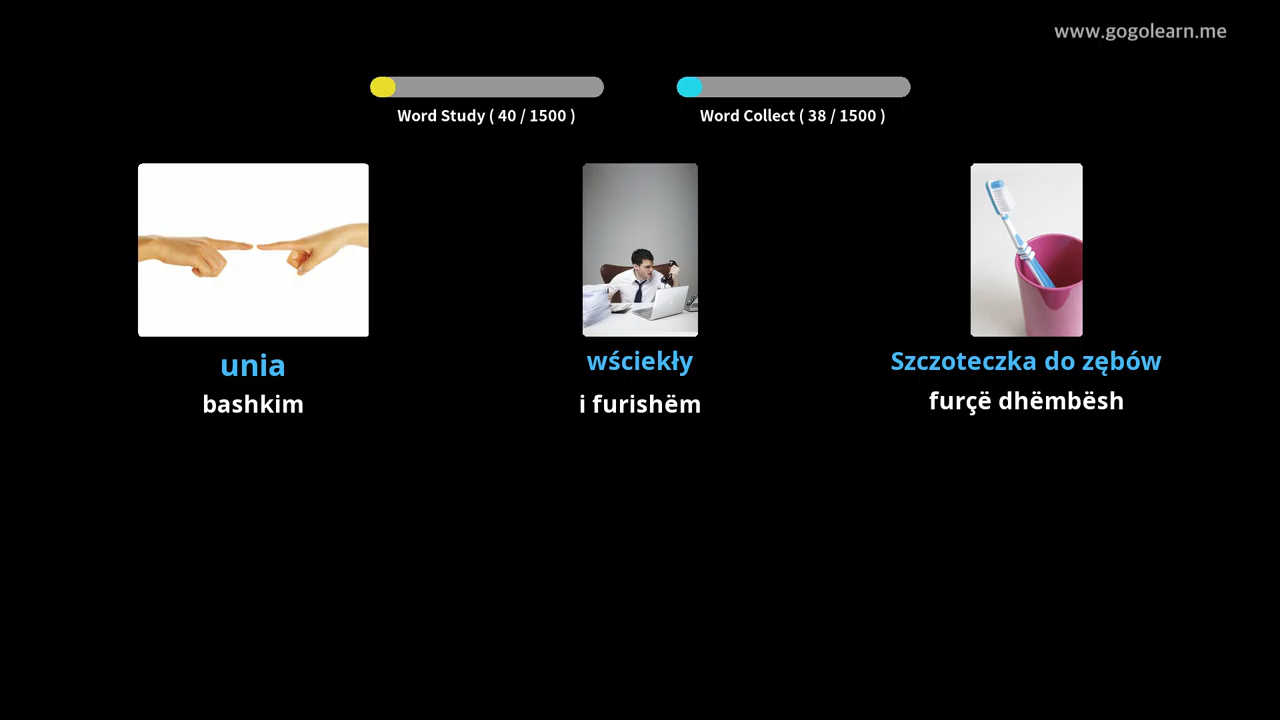 www.gogolearn.me
Word Study ( 40 / 1500 )
Word Collect ( 38 / 1500 )
unia
bashkim
wściekły
i furishëm
Szczoteczka do zębów
furçë dhëmbësh